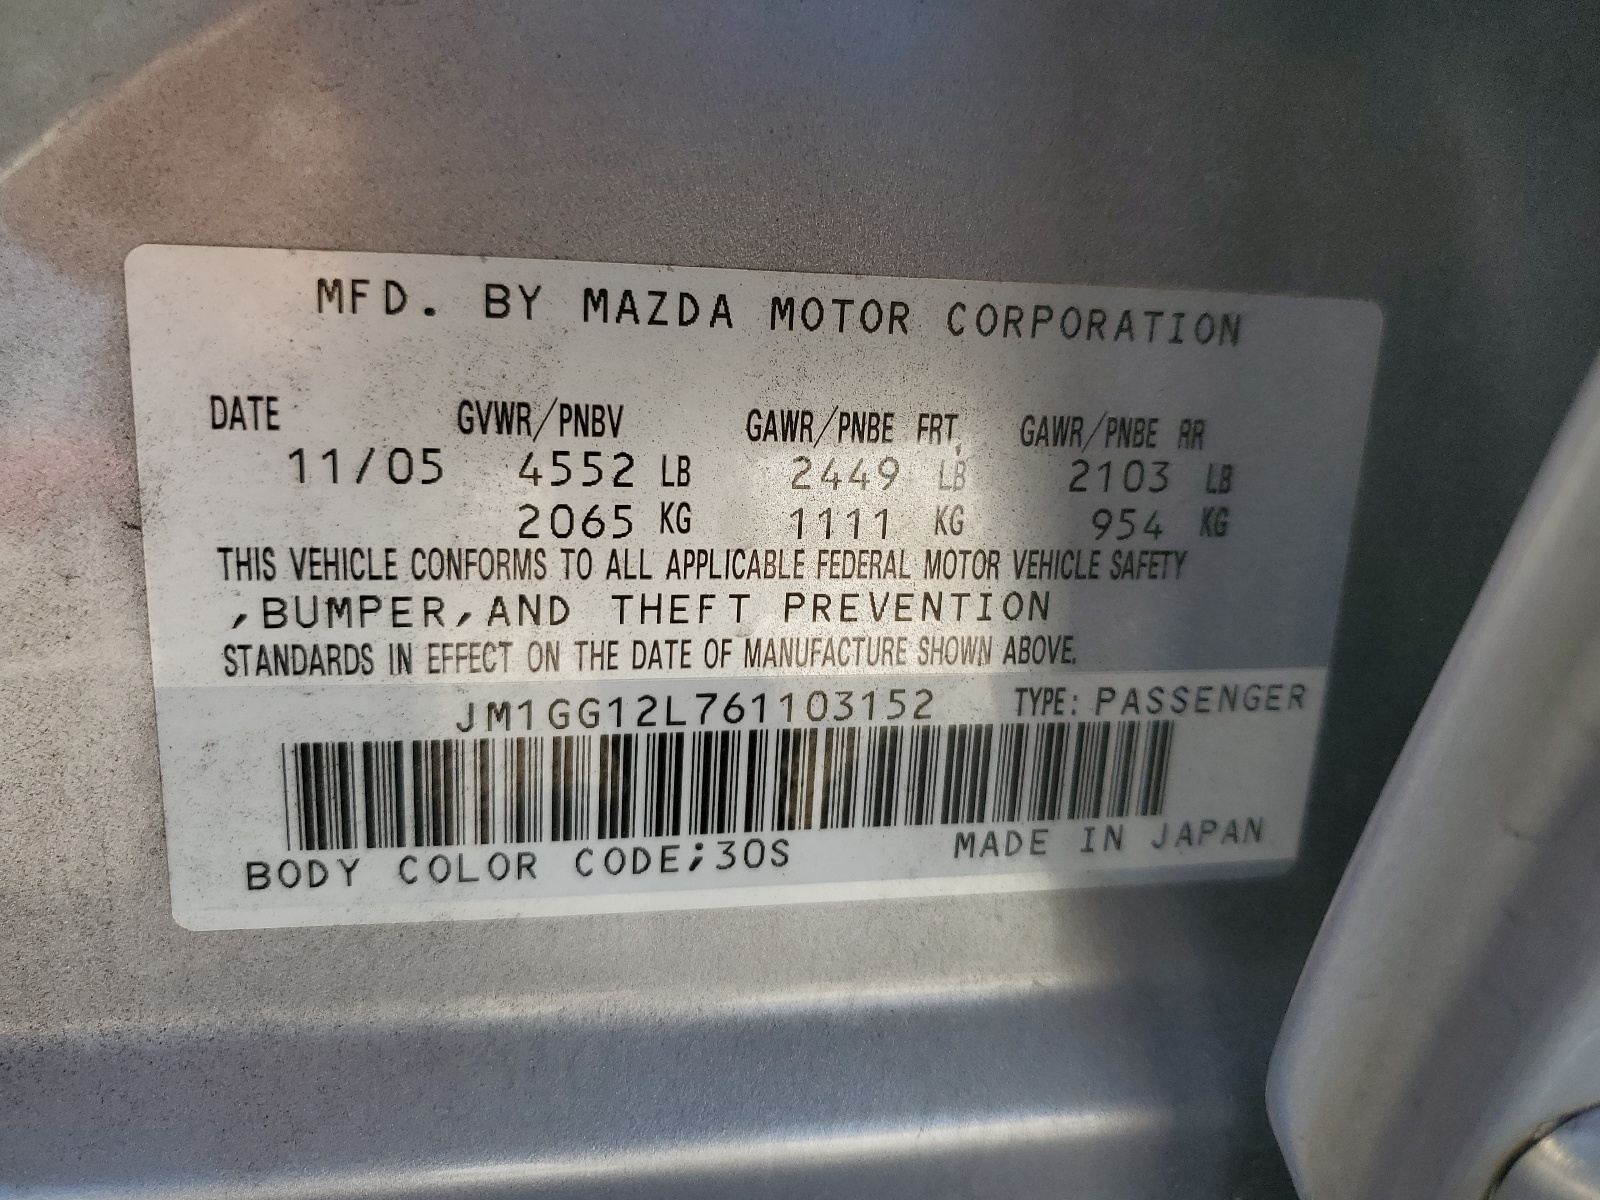 MFD. BY MAZDA MOTOR CORPORATION
DATE GVWR/PNBV GAWR/PNBE FRT. GAWR/PNBE RR
11/05 4552 LB 2449 LB 2103 LB
2065 KG 1111 KG 954 KG
THIS VEHICLE CONFORMS TO ALL APPLICABLE FEDERAL MOTOR VEHICLE SAFETY
,BUMPER,AND THEFT PREVENTION
STANDARDS IN EFFECT ON THE DATE OF MANUFACTURE SHOWN ABOVE.
JM1GG12L761103152 TYPE: PASSENGER
BODY COLOR CODE;30S MADE IN JAPAN